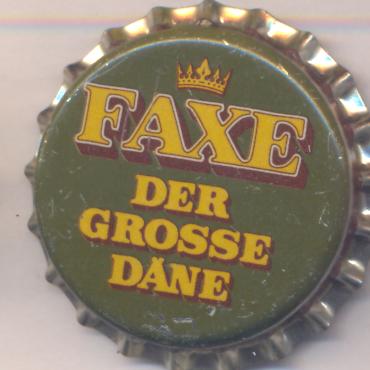 FAXE
DER
GROSSE
DÄNE